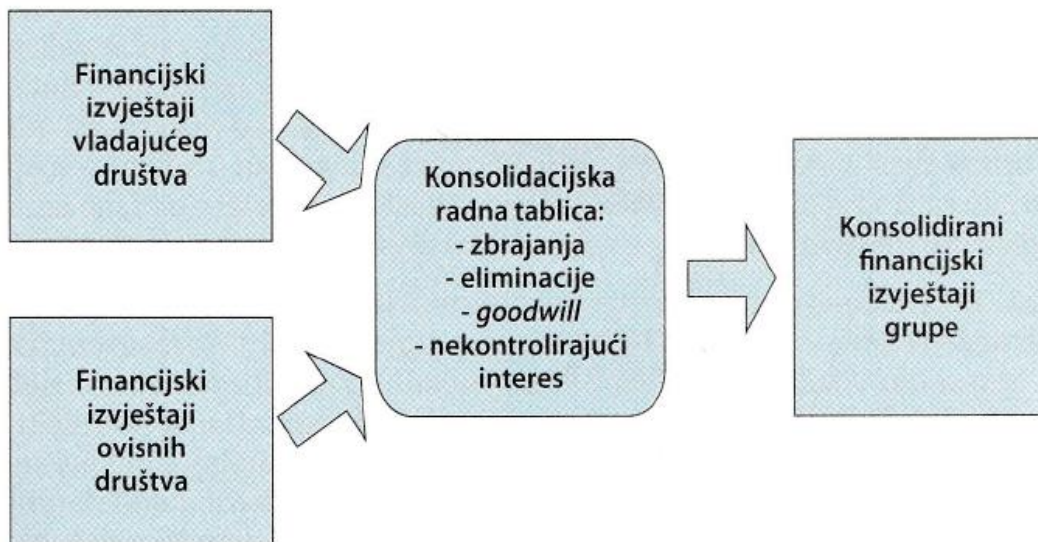 Financijski
izvještaji
vladajućeg
društva
Financijski
izvještaji
ovisnih
društva
Konsolidacijska
radna tablica:
- zbrajanja
- eliminacije
- goodwill
- nekontrolirajući
interes
Konsolidirani
financijski
izvještaji
grupe